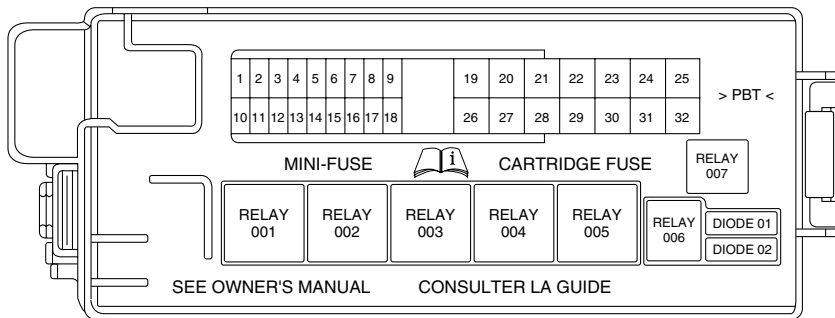 1 2 3 4 5 6 7 8 9 19 20 21 22 23 24 25
> PBT <
10 11 12 13 14 15 16 17 18 26 27 28 29 30 31 32
MINI-FUSE i CARTRIDGE FUSE
RELAY
007
RELAY
001
RELAY
002
RELAY
003
RELAY
004
RELAY
005
RELAY
006
DIODE 01
DIODE 02
SEE OWNER'S MANUAL CONSULTER LA GUIDE